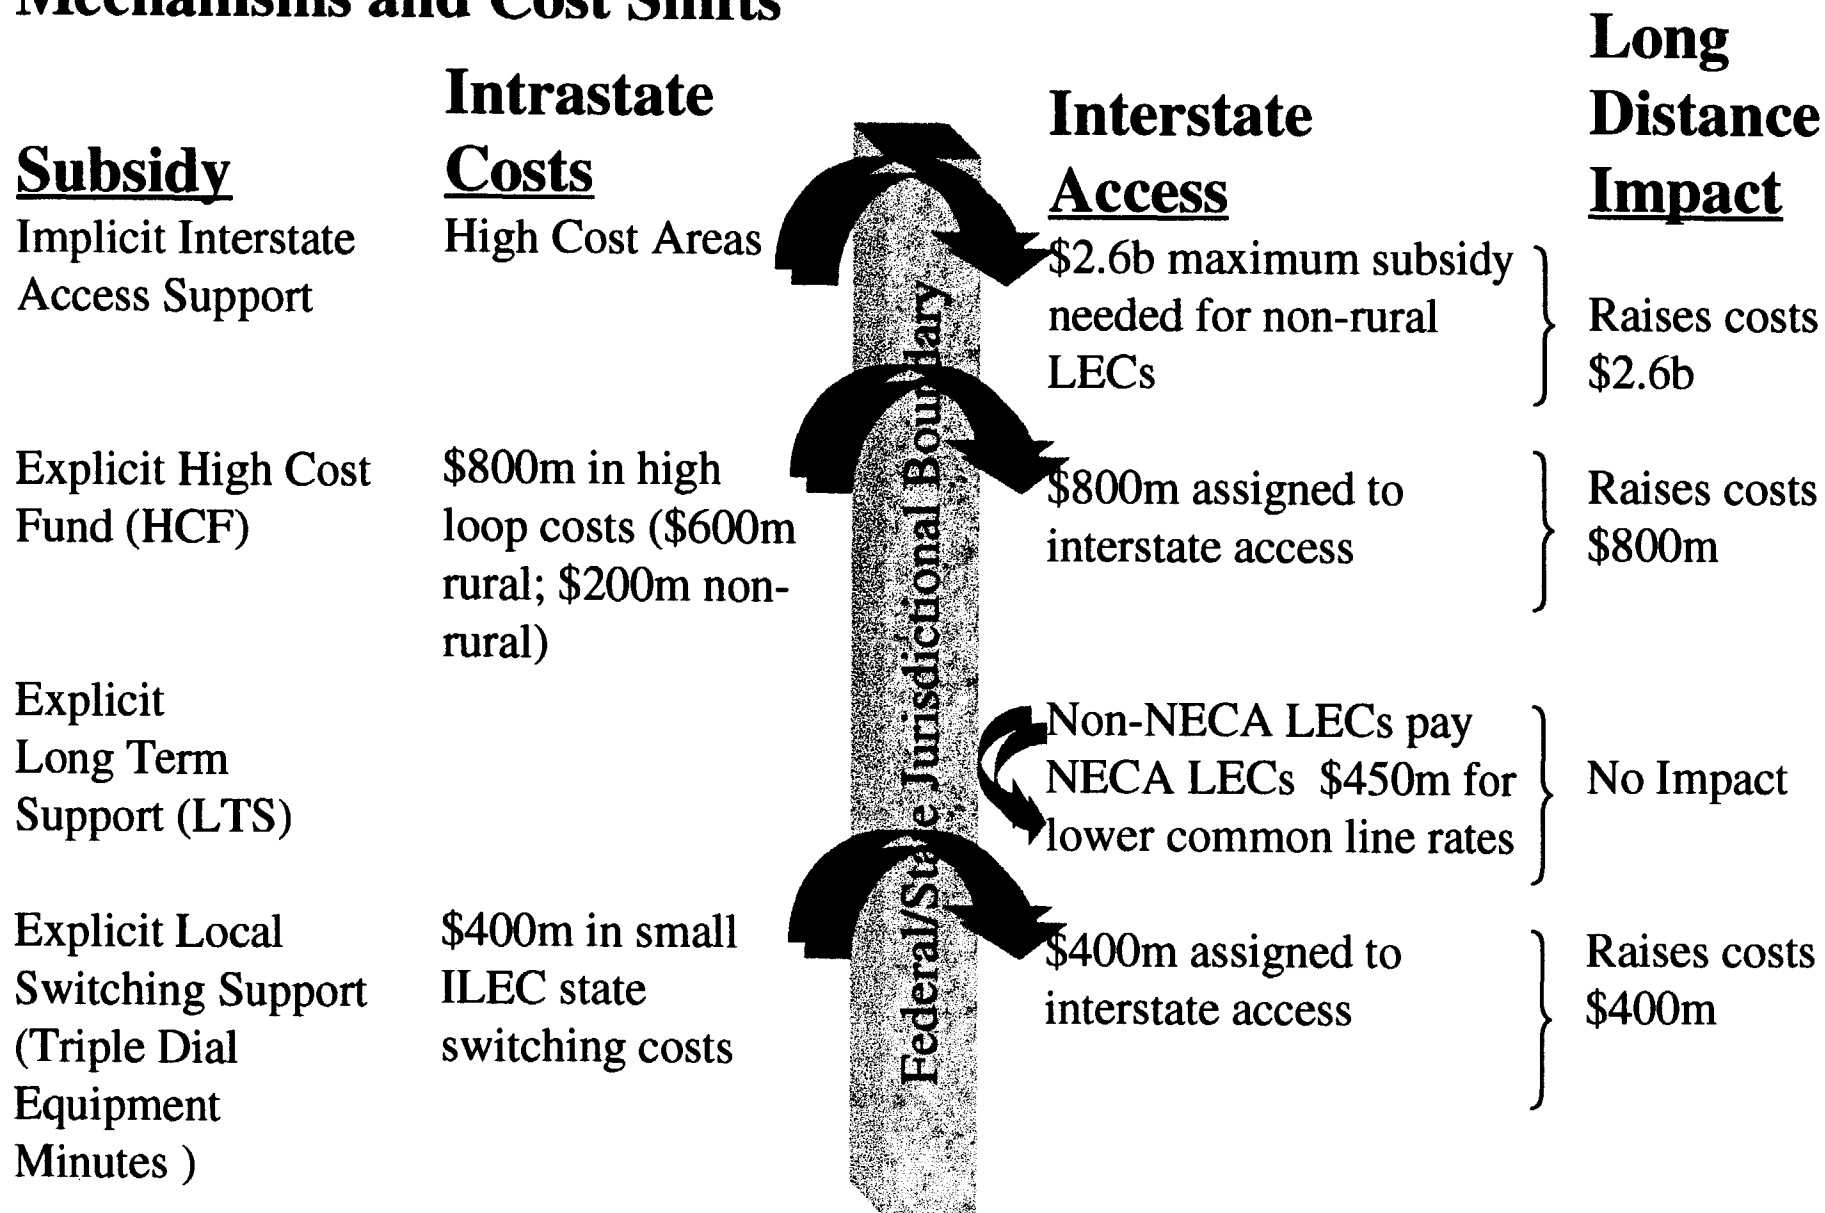 Mechanisms and Cost Shifts
Subsidy
Intrastate
Costs
Interstate
Access
Long
Distance
Impact
Implicit Interstate
Access Support
High Cost Areas
$2.6b maximum subsidy
needed for non-rural
LECs
Raises costs
$2.6b
Explicit High Cost
Fund (HCF)
$800m in high
loop costs ($600m
rural; $200m non-
rural)
$800m assigned to
interstate access
Raises costs
$800m
Explicit
Long Term
Support (LTS)
Non-NECA LECs pay
NECA LECs $450m for
lower common line rates
No Impact
Explicit Local
Switching Support
(Triple Dial
Equipment
Minutes )
$400m in small
ILEC state
switching costs
$400m assigned to
interstate access
Raises costs
$400m
Federal/State Jurisdictional Boundary